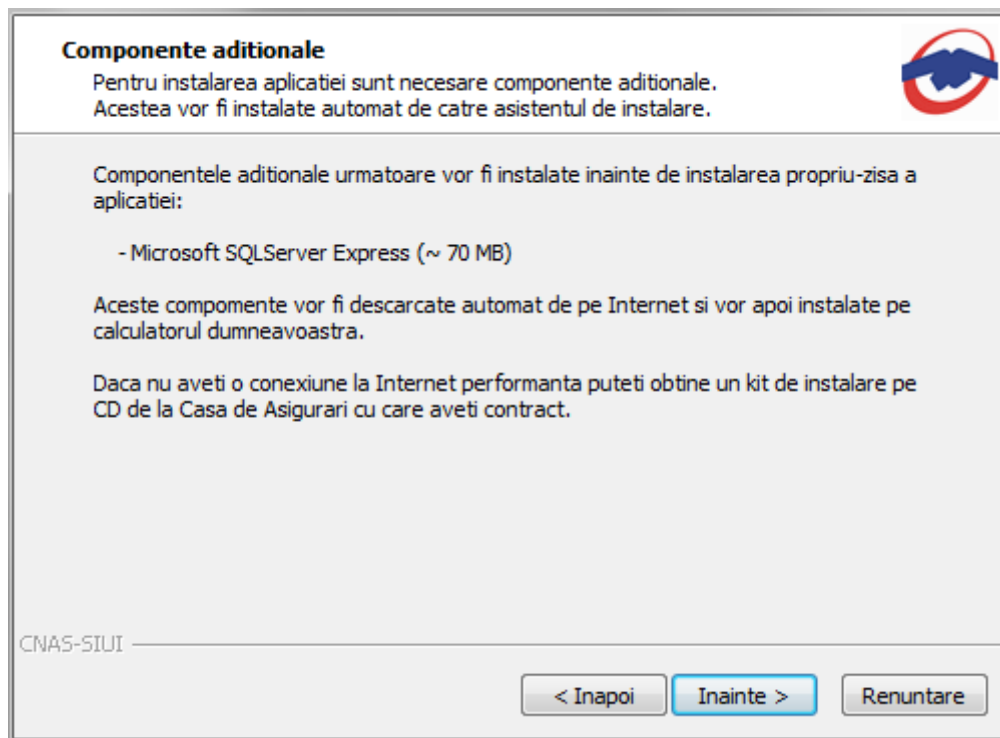 Componente aditionale
Pentru instalarea aplicatiei sunt necesare componente aditionale.
Acestea vor fi instalate automat de catre asistentul de instalare.
Componentele aditionale urmatoare vor fi instalate inainte de instalarea propriu-zisa a
aplicatiei:
- Microsoft SQLServer Express (~ 70 MB)
Aceste compomente vor fi descarcate automat de pe Internet si vor apoi instalate pe
calculatorul dumneavoastra.
Daca nu aveti o conexiune la Internet performanta puteti obtine un kit de instalare pe
CD de la Casa de Asigurari cu care aveti contract.
CNAS-SIUI
< Inapoi Inainte > Renuntare